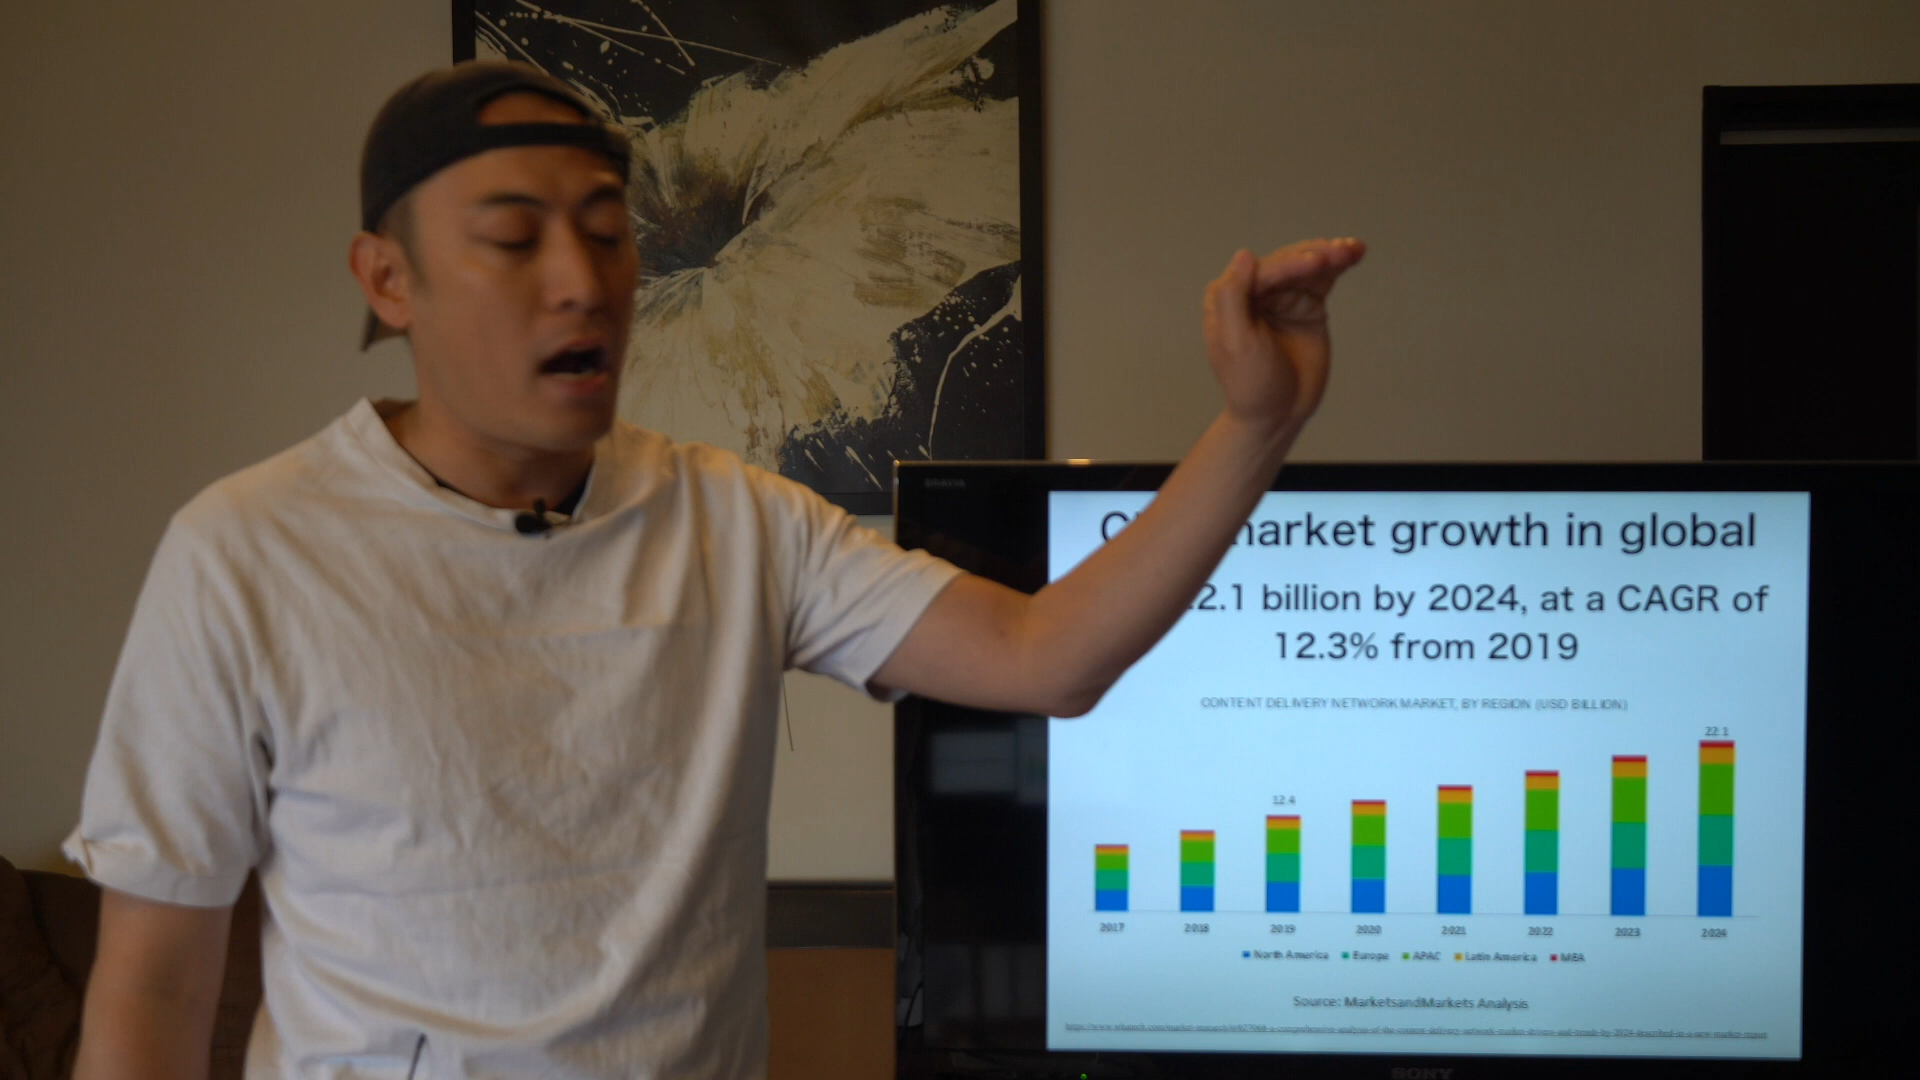 BRAVIA
market growth in global
2.1 billion by 2024, at a CAGR of
12.3% from 2019
CONTENT DELIVERY NETWORK MARKET, BY REGION (USD BILLION)
22.1
12.4
2017 2018 2019 2020 2021 2022 2023 2024
North America Europe APAC Latin America MEA
Source: MarketsandMarkets Analysis
SONY